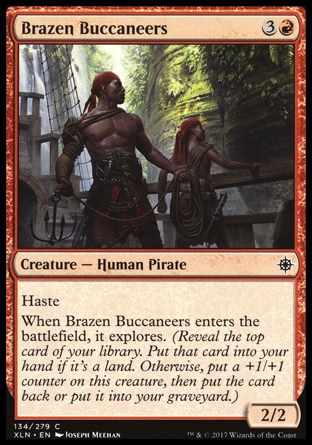 Brazen Buccaneers 3
Creature — Human Pirate
Haste
When Brazen Buccaneers enters the
battlefield, it explores. (Reveal the top
card of your library. Put that card into your
hand if it's a land. Otherwise, put a +1/+1
counter on this creature, then put the card
back or put it into your graveyard.)
2/2
134/279 C
XLN • EN Joseph Meehan
™ & © 2017 Wizards of the Coast